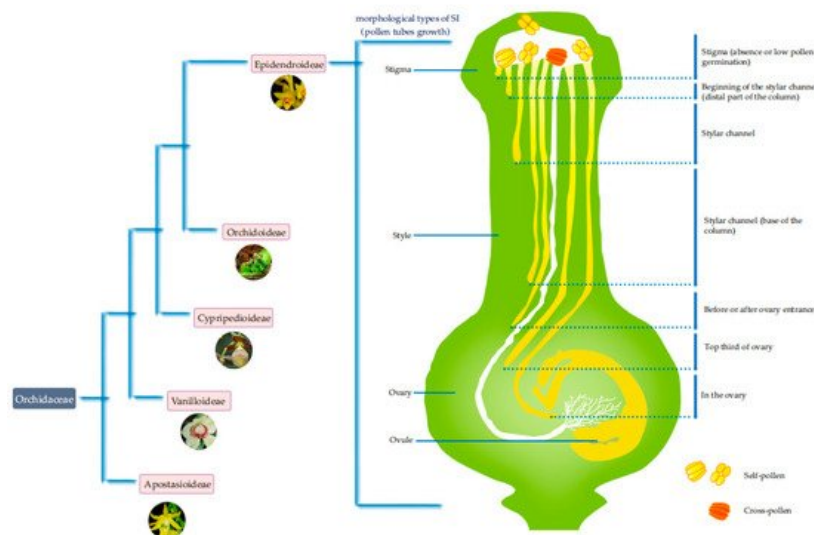 morphological types of SI
(pollen tubes growth)
Epidendroideae
Orchidoideae
Cypripedioideae
Orchidaceae
Vanilloideae
Apostasioideae
Stigma
Style
Ovary
Ovule
Stigma (absence or low pollen
germination)
Beginning of the stylar channel
(distal part of the column)
Stylar channel
Stylar channel (base of the
column)
Before or after ovary entrance
Top third of ovary
In the ovary
Self-pollen
Cross-pollen